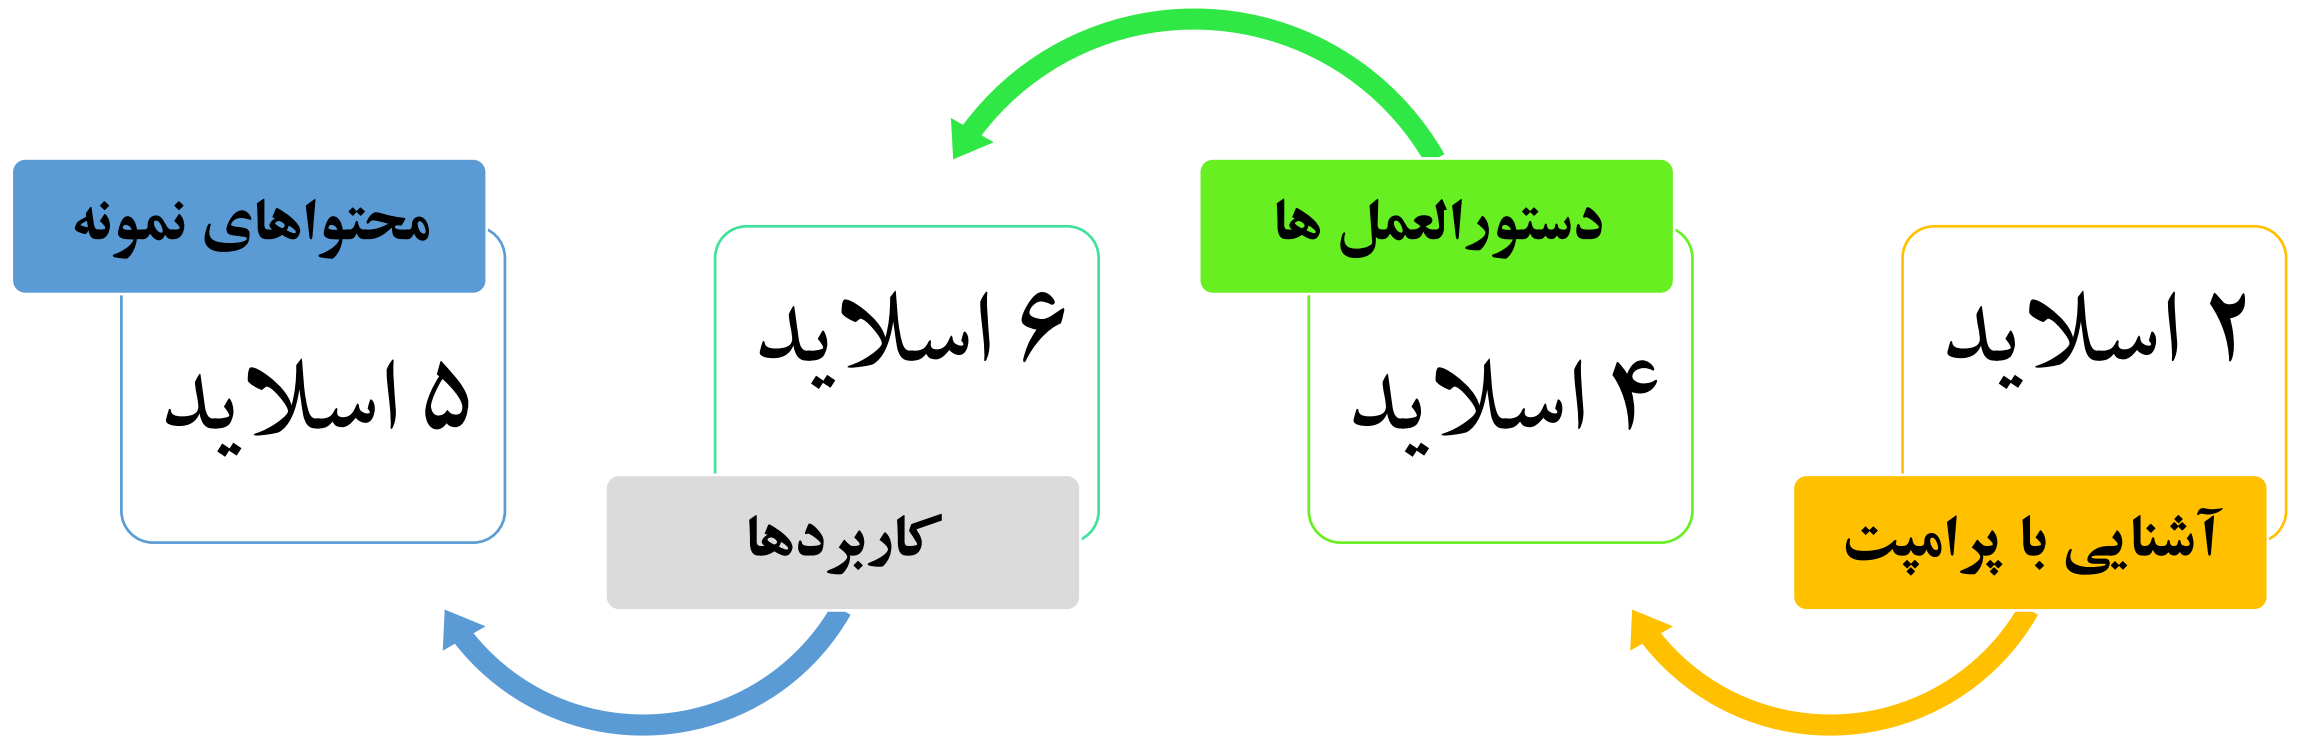 ۲ اسلاید
آشنایی با پرامپت
دستورالعمل ها
۴ اسلاید
۶ اسلاید
کاربردها
محتواهای نمونه
۵ اسلاید